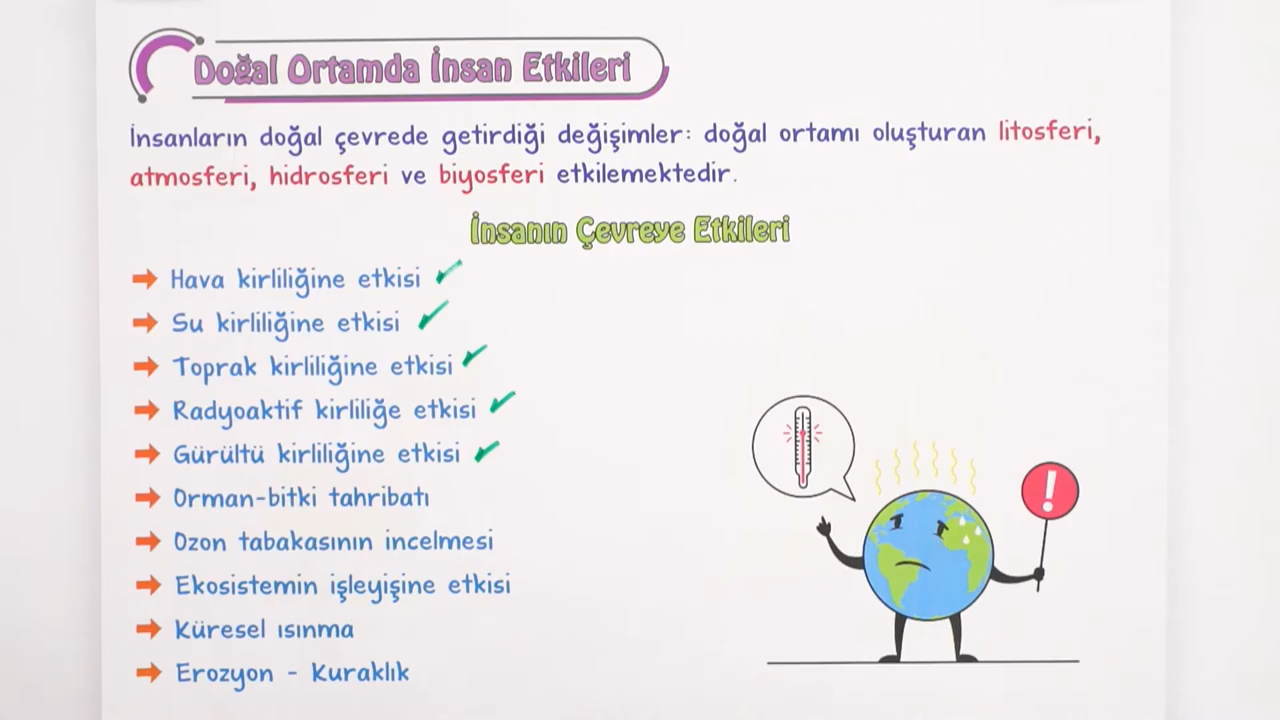 Doğal Ortamda İnsan Etkileri
İnsanların doğal çevrede getirdiği değişimler: doğal ortamı oluşturan litosferi,
atmosferi, hidrosferi ve biyosferi etkilemektedir.
İnsanın Çevreye Etkileri
Hava kirliliğine etkisi
Su kirliliğine etkisi
Toprak kirliliğine etkisi
Radyoaktif kirliliğe etkisi
Gürültü kirliliğine etkisi
Orman-bitki tahribatı
Ozon tabakasının incelmesi
Ekosistemin işleyişine etkisi
Küresel ısınma
Erozyon - Kuraklık